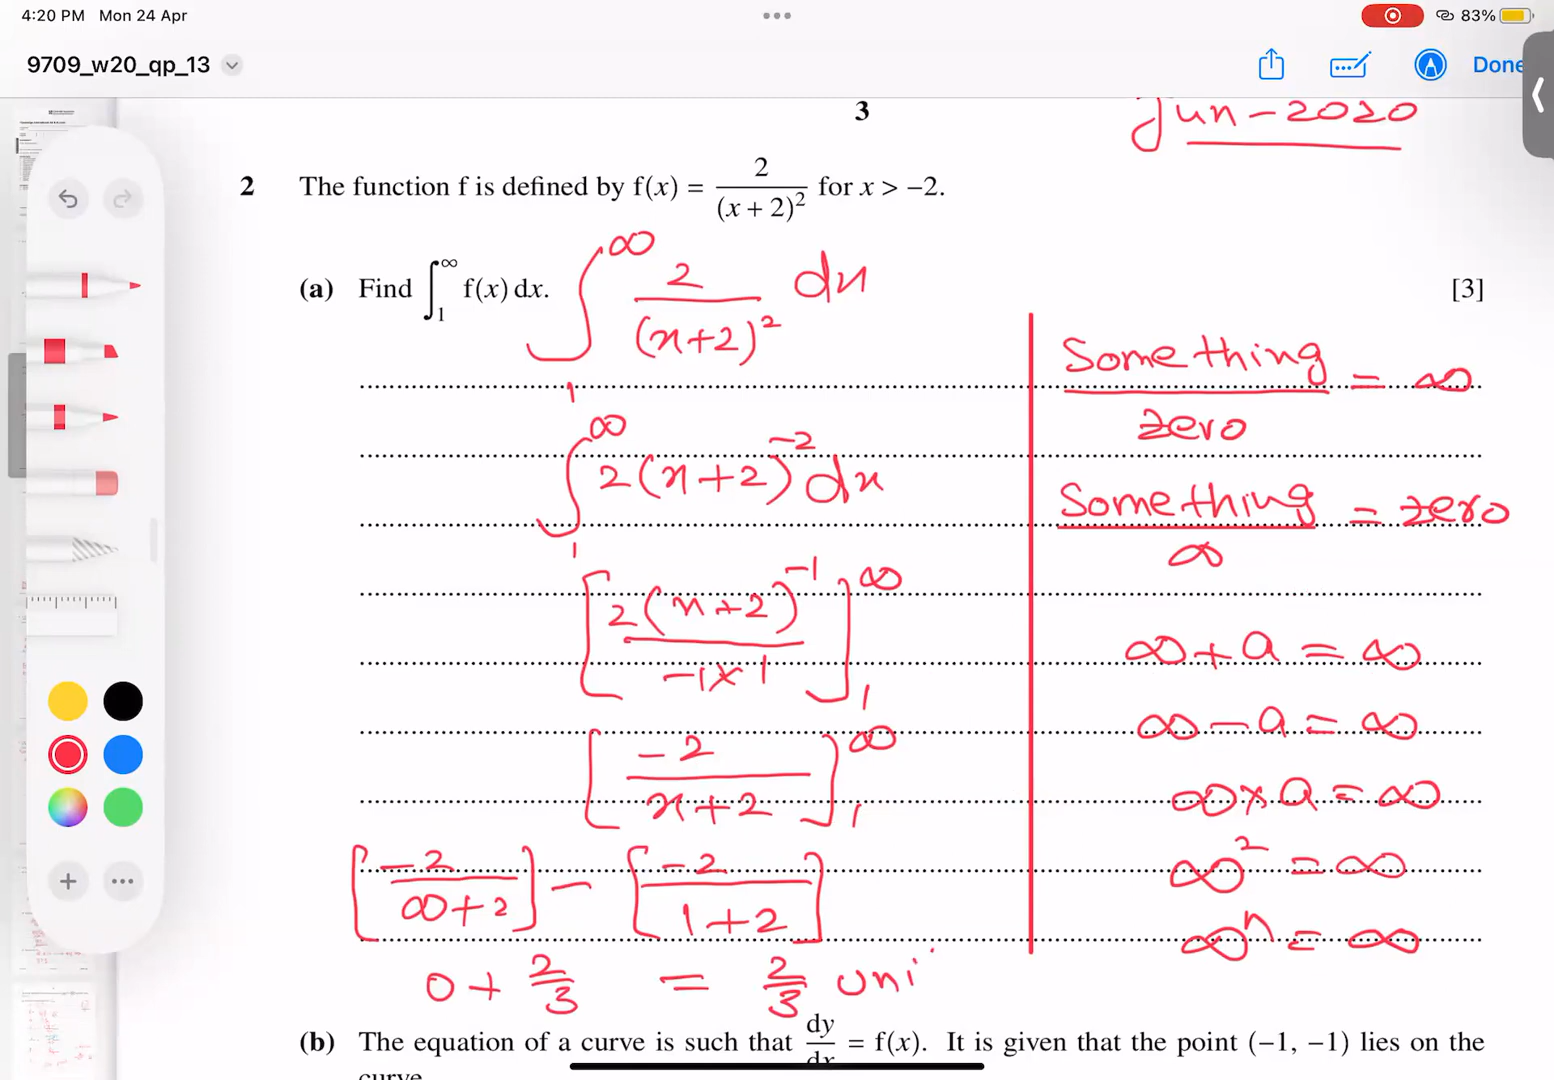 4:20 PM Mon 24 Apr
83%
9709_w20_qp_13
Done
3
Jun - 2020
2 The function f is defined by f(x) = 2/(x + 2)² for x > −2.
(a) Find ∫₁^∞ f(x) dx.
[3]
∫₁^∞ 2/(x+2)² dx
∫₁^∞ 2(x+2)⁻² dx
[2(x+2)⁻¹/(−1×1)]₁^∞
[−2/(x+2)]₁^∞
[−2/(∞+2)] − [−2/(1+2)]
0 + 2/3 = 2/3 uni
Something/zero = ∞
Something/∞ = zero
∞ + a = ∞
∞ − a = ∞
∞ × a = ∞
∞² = ∞
∞ⁿ = ∞
(b) The equation of a curve is such that dy/dx = f(x). It is given that the point (−1, −1) lies on the
curve